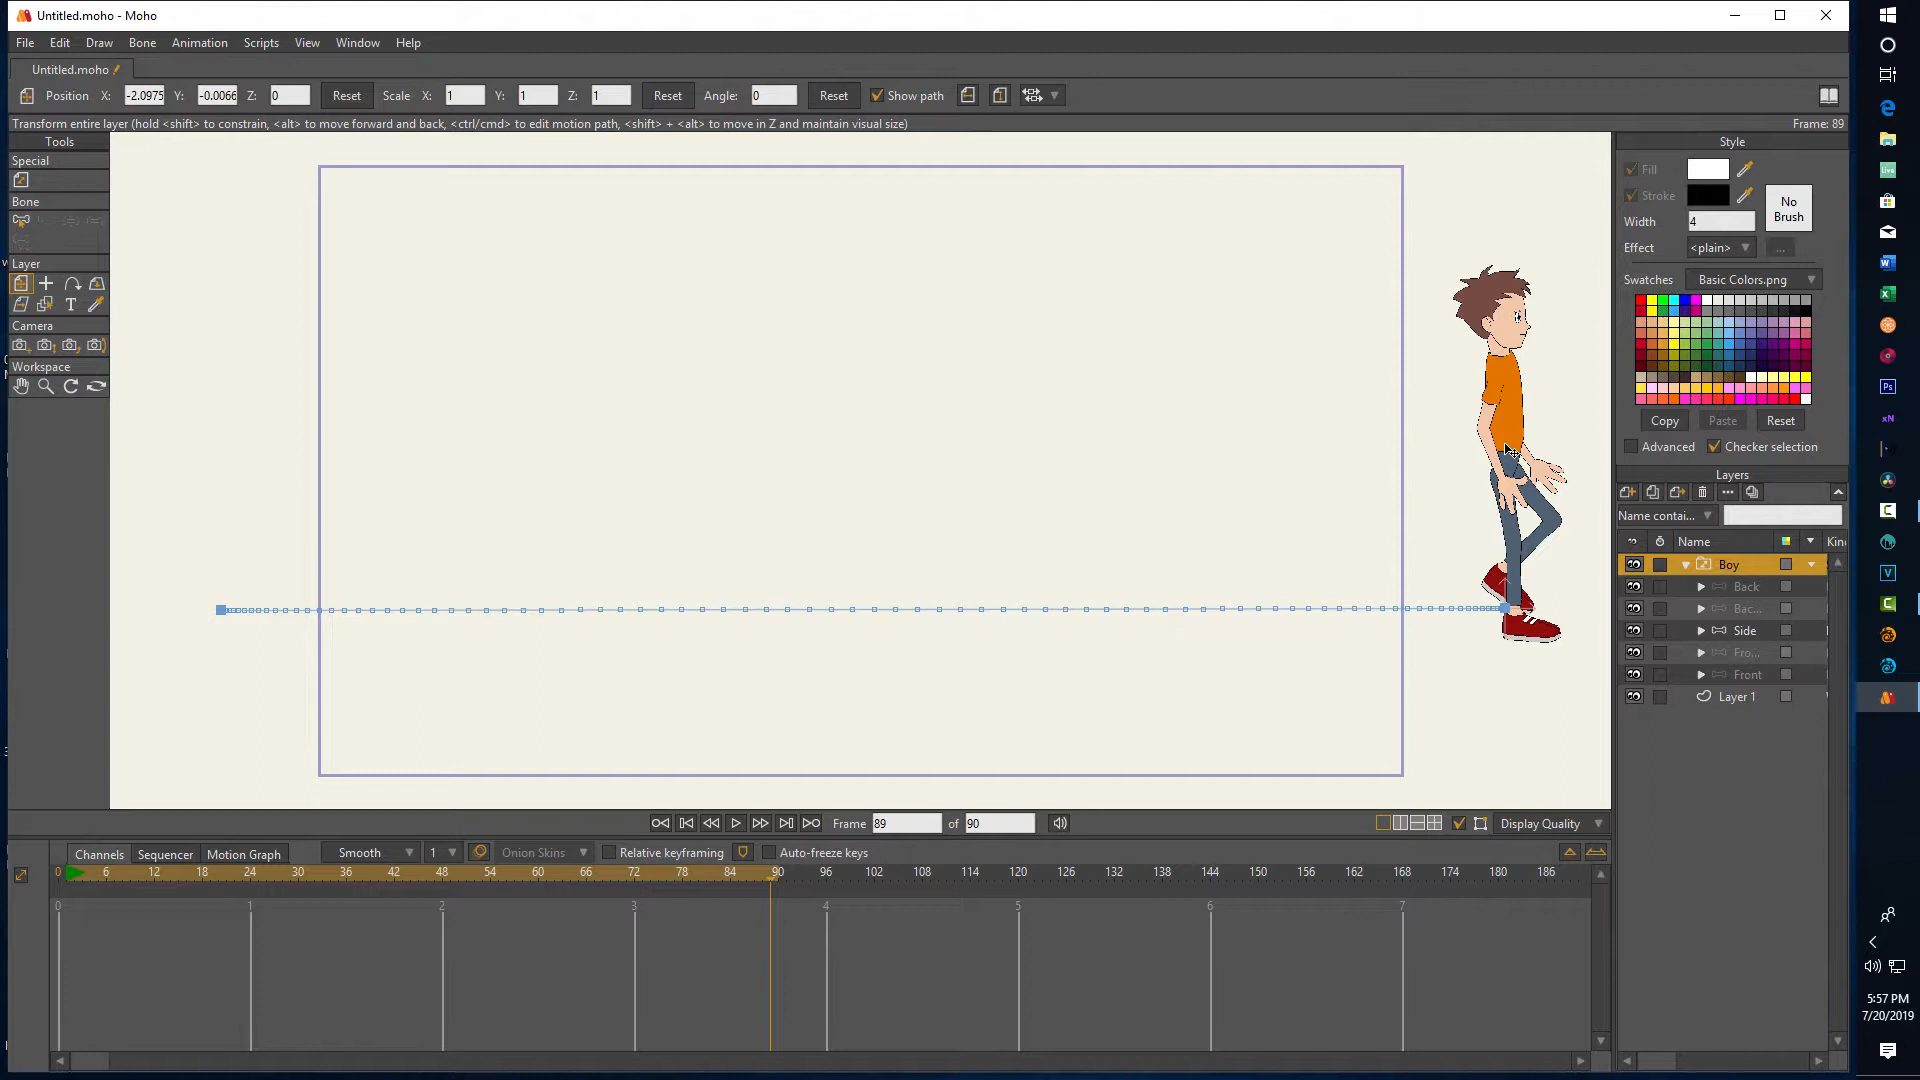 Untitled.moho - Moho
File Edit Draw Bone Animation Scripts View Window Help
Untitled.moho
Position X: -2.0975 Y: -0.0066 Z: 0 Reset Scale X: 1 Y: 1 Z: 1 Reset Angle: 0 Reset Show path
Transform entire layer (hold <shift> to constrain, <alt> to move forward and back, <ctrl/cmd> to edit motion path, <shift> + <alt> to move in Z and maintain visual size) Frame: 89
Tools
Special
Bone
Layer
T
Camera
Workspace
Style
Fill
Stroke
No Brush
Width 4
Effect <plain> ...
Swatches Basic Colors.png
Copy Paste Reset
Advanced Checker selection
Layers
Name contai...
Name Kin
Boy
Back
Bac...
Side
Fro...
Front
Layer 1
Frame 89 of 90 Display Quality
Channels Sequencer Motion Graph Smooth 1 Onion Skins Relative keyframing Auto-freeze keys
0 6 12 18 24 30 36 42 48 54 60 66 72 78 84 90 96 102 108 114 120 126 132 138 144 150 156 162 168 174 180 186
0 1 2 3 4 5 6 7
live
Ps
xN
V
5:57 PM
7/20/2019